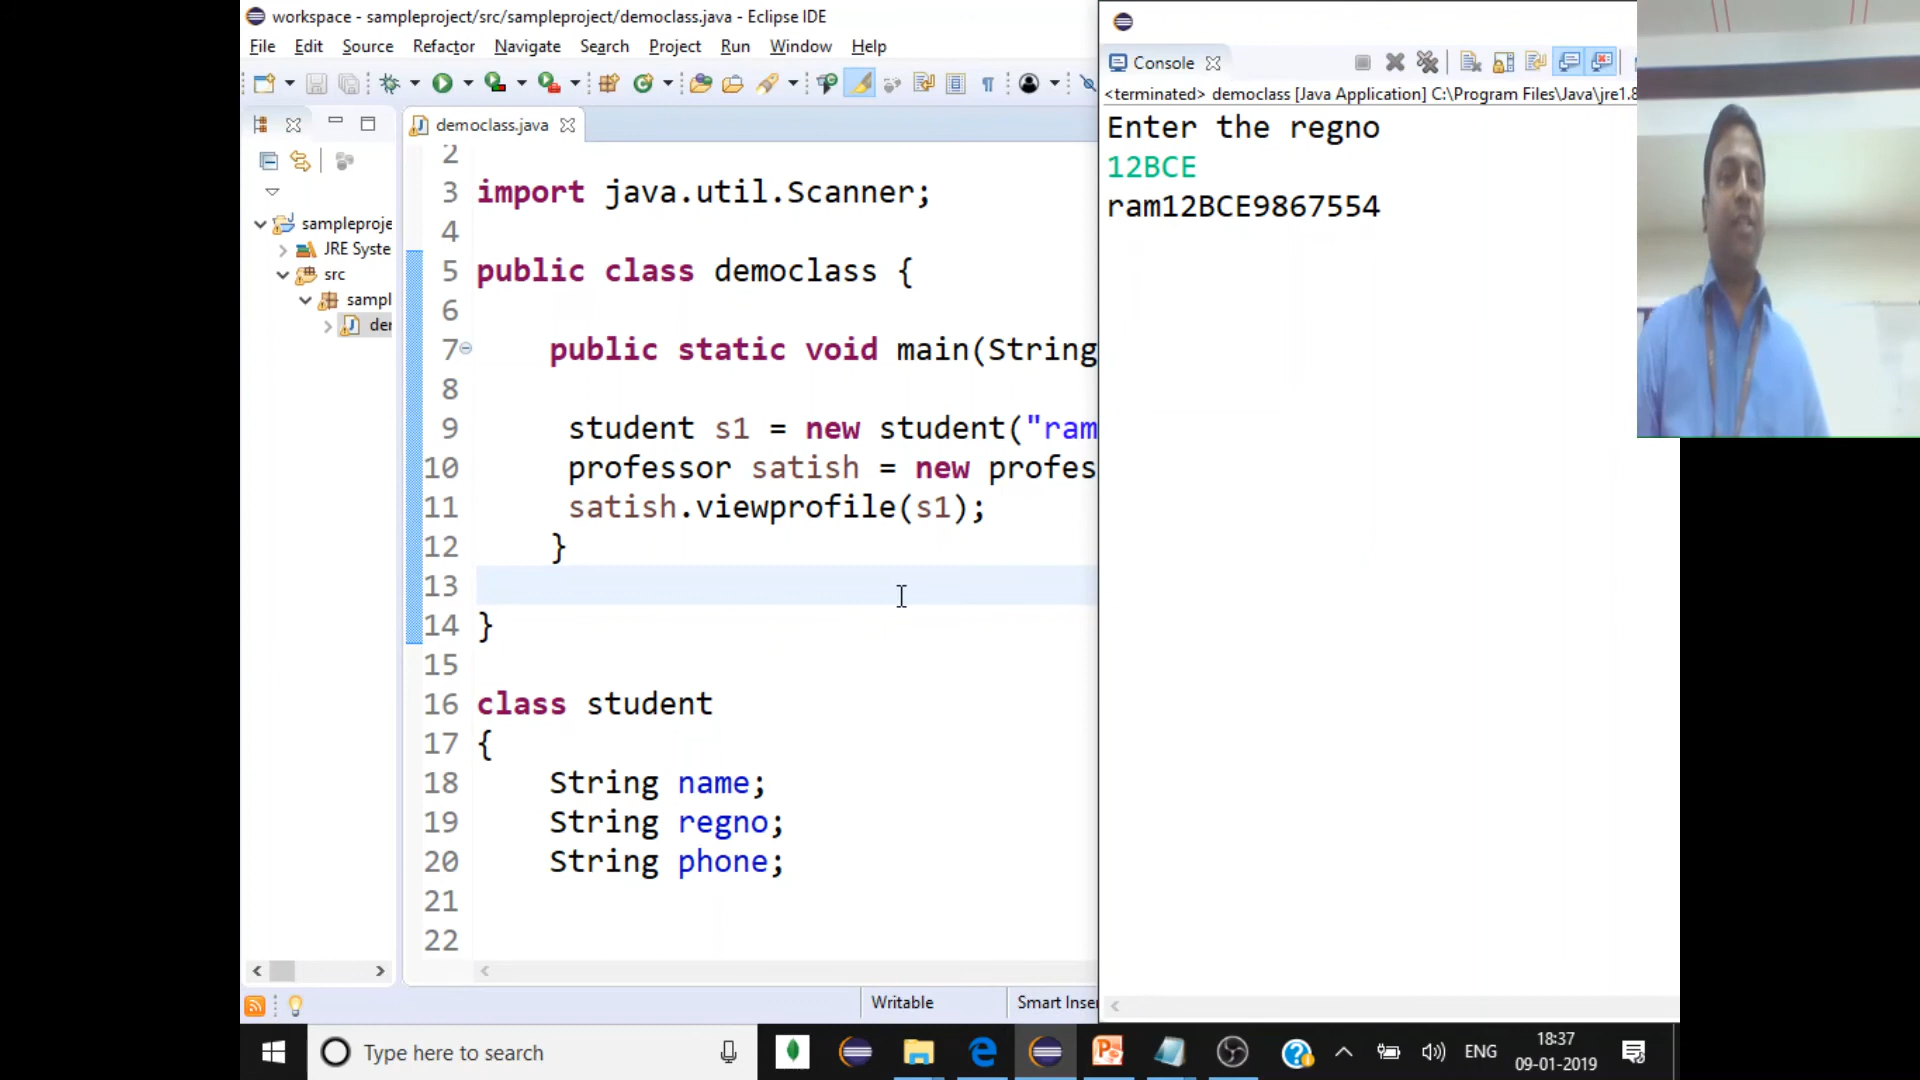 workspace - sampleproject/src/sampleproject/democlass.java - Eclipse IDE
File Edit Source Refactor Navigate Search Project Run Window Help
democlass.java
sampleproje
JRE Syste
src
sampl
der
2
3 import java.util.Scanner;
4
5 public class democlass {
6
7 public static void main(String
8
9 student s1 = new student("ram
10 professor satish = new profes
11 satish.viewprofile(s1);
12 }
13
14 }
15
16 class student
17 {
18 String name;
19 String regno;
20 String phone;
21
22
Writable Smart Inser
Console
<terminated> democlass [Java Application] C:\Program Files\Java\jre1.8
Enter the regno
12BCE
ram12BCE9867554
Type here to search
ENG
18:37
09-01-2019